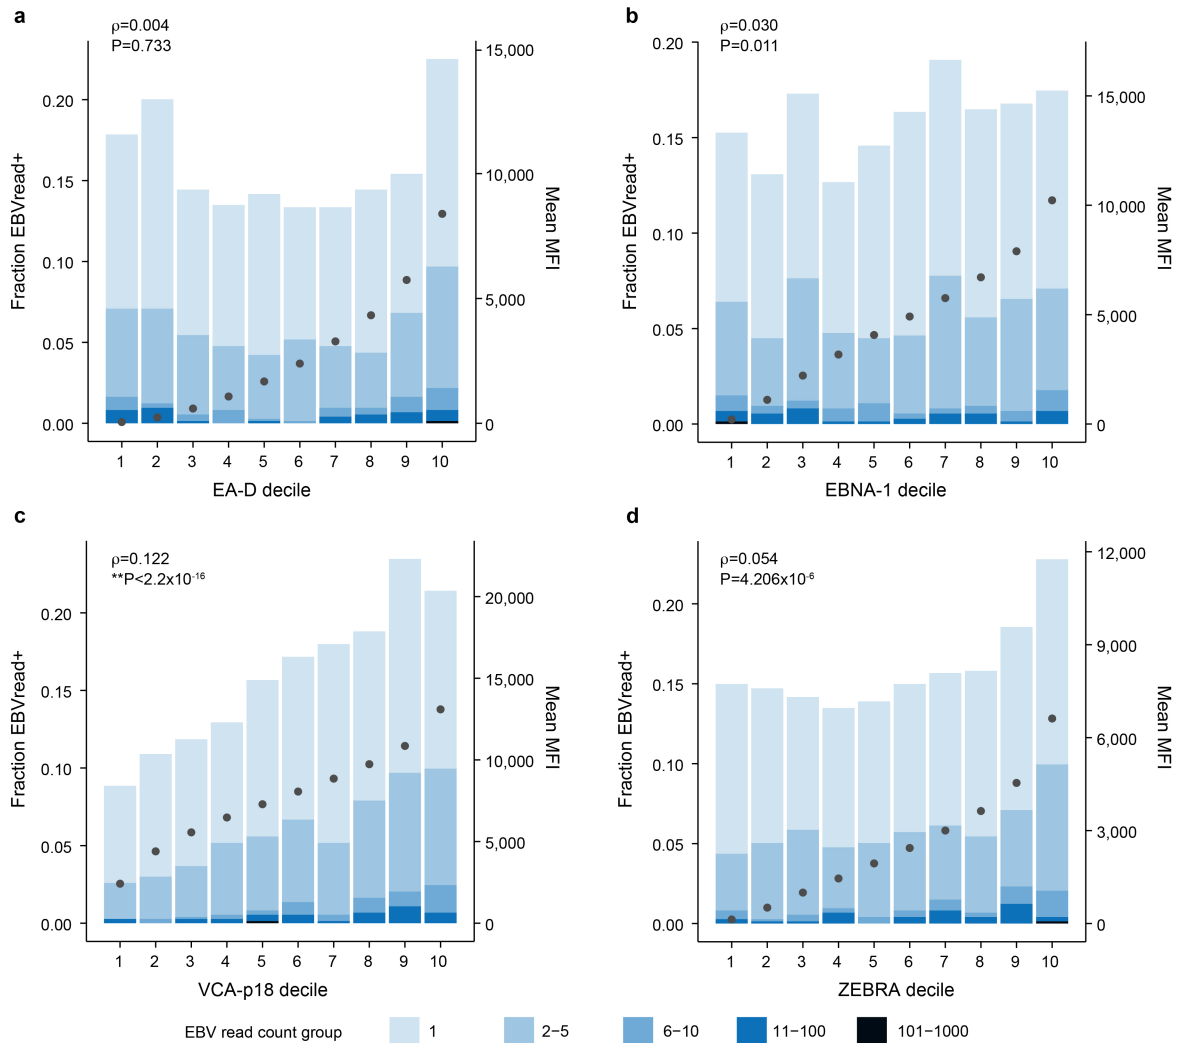 a
ρ=0.004
P=0.733
Fraction EBVread+
0.20
0.15
0.10
0.05
0.00
15,000
10,000
5,000
0
Mean MFI
1 2 3 4 5 6 7 8 9 10
EA-D decile
b
ρ=0.030
P=0.011
Fraction EBVread+
0.20
0.15
0.10
0.05
0.00
15,000
10,000
5,000
0
Mean MFI
1 2 3 4 5 6 7 8 9 10
EBNA-1 decile
c
ρ=0.122
**P<2.2x10⁻¹⁶
Fraction EBVread+
0.20
0.15
0.10
0.05
0.00
20,000
15,000
10,000
5,000
0
Mean MFI
1 2 3 4 5 6 7 8 9 10
VCA-p18 decile
d
ρ=0.054
P=4.206x10⁻⁶
Fraction EBVread+
0.20
0.15
0.10
0.05
0.00
12,000
9,000
6,000
3,000
0
Mean MFI
1 2 3 4 5 6 7 8 9 10
ZEBRA decile
EBV read count group 1 2−5 6−10 11−100 101−1000